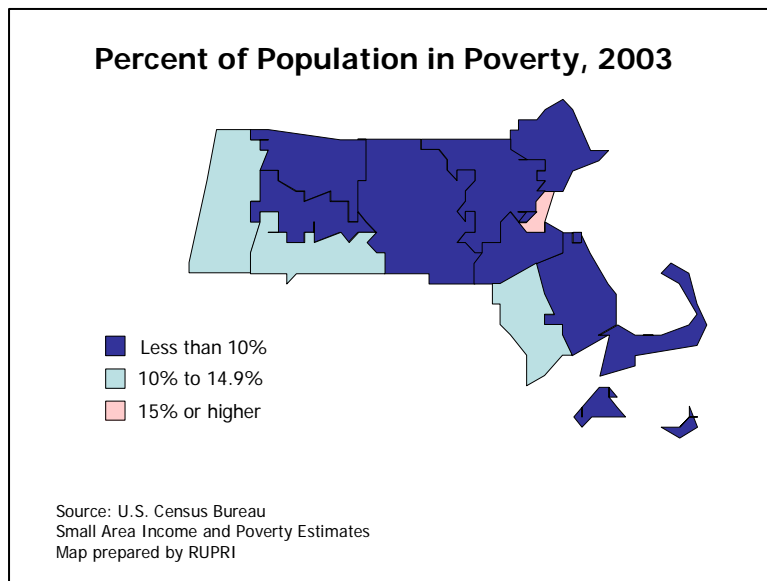 Percent of Population in Poverty, 2003
Less than 10%
10% to 14.9%
15% or higher
Source: U.S. Census Bureau
Small Area Income and Poverty Estimates
Map prepared by RUPRI